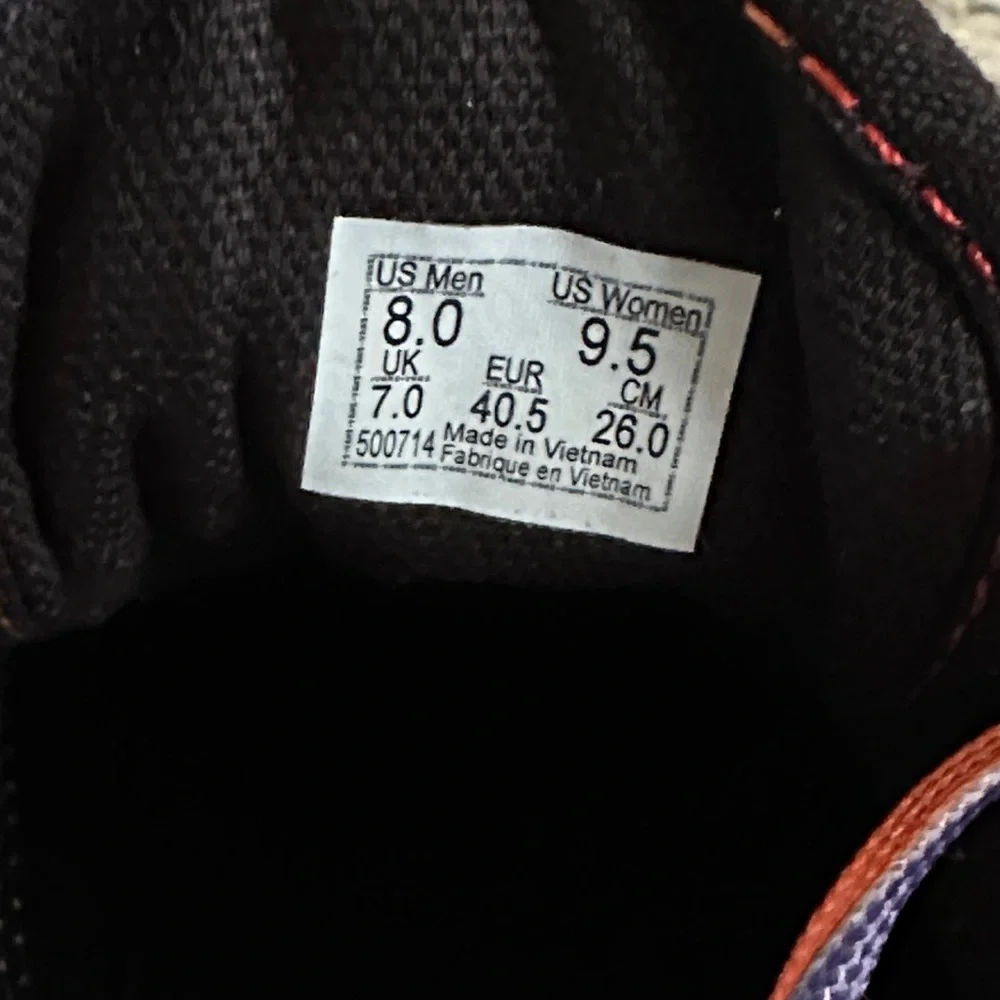 US Men US Women
8.0 9.5
UK EUR CM
7.0 40.5 26.0
500714 Made in Vietnam
Fabrique en Vietnam